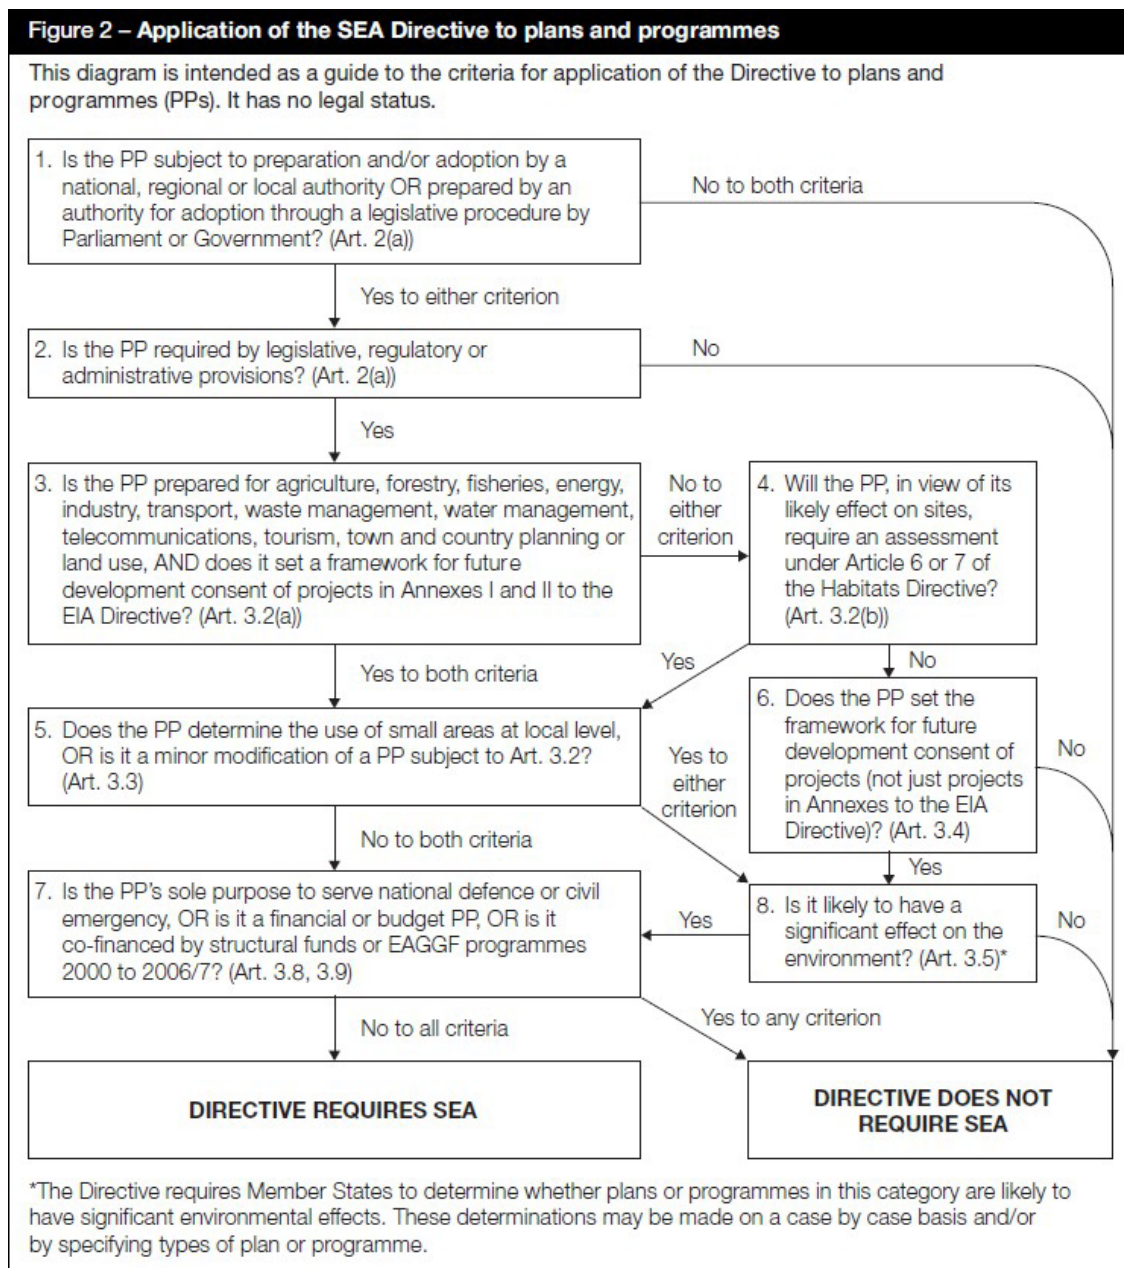 Figure 2 – Application of the SEA Directive to plans and programmes
This diagram is intended as a guide to the criteria for application of the Directive to plans and
programmes (PPs). It has no legal status.
1. Is the PP subject to preparation and/or adoption by a
national, regional or local authority OR prepared by an
authority for adoption through a legislative procedure by
Parliament or Government? (Art. 2(a))
No to both criteria
Yes to either criterion
2. Is the PP required by legislative, regulatory or
administrative provisions? (Art. 2(a))
No
Yes
3. Is the PP prepared for agriculture, forestry, fisheries, energy,
industry, transport, waste management, water management,
telecommunications, tourism, town and country planning or
land use, AND does it set a framework for future
development consent of projects in Annexes I and II to the
EIA Directive? (Art. 3.2(a))
No to
either
criterion
4. Will the PP, in view of its
likely effect on sites,
require an assessment
under Article 6 or 7 of
the Habitats Directive?
(Art. 3.2(b))
Yes to both criteria
Yes
No
5. Does the PP determine the use of small areas at local level,
OR is it a minor modification of a PP subject to Art. 3.2?
(Art. 3.3)
Yes to
either
criterion
6. Does the PP set the
framework for future
development consent of
projects (not just projects
in Annexes to the EIA
Directive)? (Art. 3.4)
No
No to both criteria
Yes
7. Is the PP's sole purpose to serve national defence or civil
emergency, OR is it a financial or budget PP, OR is it
co-financed by structural funds or EAGGF programmes
2000 to 2006/7? (Art. 3.8, 3.9)
Yes
8. Is it likely to have a
significant effect on the
environment? (Art. 3.5)*
No
No to all criteria
Yes to any criterion
DIRECTIVE REQUIRES SEA
DIRECTIVE DOES NOT
REQUIRE SEA
*The Directive requires Member States to determine whether plans or programmes in this category are likely to
have significant environmental effects. These determinations may be made on a case by case basis and/or
by specifying types of plan or programme.